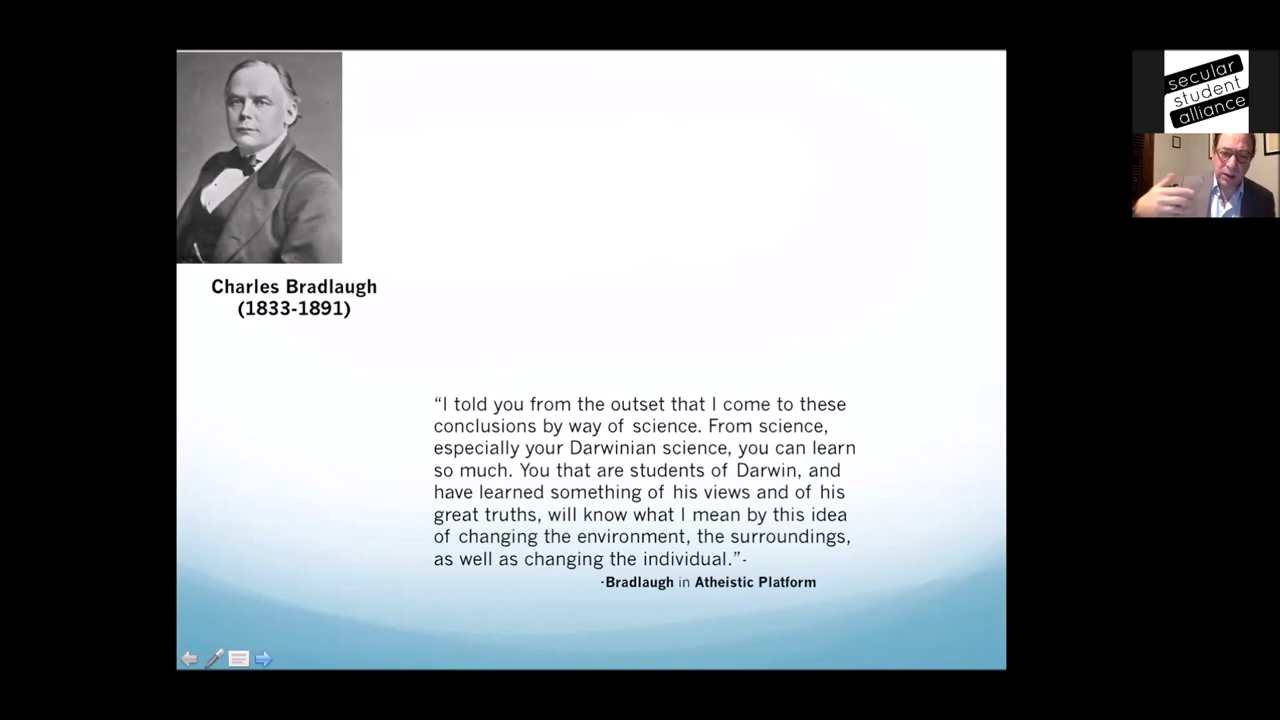 Charles Bradlaugh
(1833-1891)
“I told you from the outset that I come to these
conclusions by way of science. From science,
especially your Darwinian science, you can learn
so much. You that are students of Darwin, and
have learned something of his views and of his
great truths, will know what I mean by this idea
of changing the environment, the surroundings,
as well as changing the individual.”-
-Bradlaugh in Atheistic Platform
secular
student
alliance